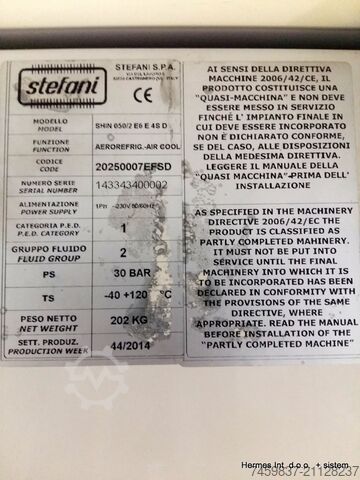 stefani
STEFANI S.P.A.
CE
MODELLO
MODEL
SHIN 050/2 E6 E 4S D
FUNZIONE
FUNCTION
AEROREFRIG.-AIR COOL
CODICE
CODE
20250007EFSD
NUMERO SERIE
SERIAL NUMBER
143343400002
ALIMENTAZIONE
POWER SUPPLY
1Ph ~230V 50/60Hz
CATEGORIA P.E.D.
P.E.D CATEGORY
1
GRUPPO FLUIDO
FLUID GROUP
2
PS
30 BAR
TS
-40 +120 °C
PESO NETTO
NET WEIGHT
202 KG
SETT. PRODUZ.
PRODUCTION WEEK
44/2014
AI SENSI DELLA DIRETTIVA
MACCHINE 2006/42/CE, IL
PRODOTTO COSTITUISCE UNA
"QUASI-MACCHINA" E NON DEVE
ESSERE MESSO IN SERVIZIO
FINCHÉ L' IMPIANTO FINALE IN
CUI DEVE ESSERE INCORPORATO
NON È DICHIARATO CONFORME,
SE DEL CASO, ALLE DISPOSIZIONI
DELLA MEDESIMA DIRETTIVA.
LEGGERE IL MANUALE DELLA
"QUASI MACCHINA" PRIMA DELL'
INSTALLAZIONE
AS SPECIFIED IN THE MACHINERY
DIRECTIVE 2006/42/EC THE
PRODUCT IS CLASSIFIED AS
PARTLY COMPLETED MAHINERY.
IT MUST NOT BE PUT INTO
SERVICE UNTIL THE FINAL
MACHINERY INTO WHICH IT IS
TO BE INCORPORATED HAS BEEN
DECLARED IN CONFORMITY WITH
THE PROVISIONS OF THE SAME
DIRECTIVE, WHERE
APPROPRIATE. READ THE MANUAL
BEFORE INSTALLATION OF THE
"PARTLY COMPLETED MACHINE"
Hermes Int. d.o.o. + sistem
7459837-21128237